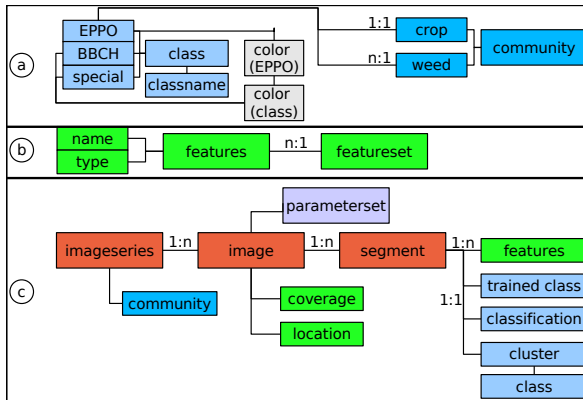 a
EPPO
BBCH
special
class
classname
color
(EPPO)
color
(class)
1:1
n:1
crop
weed
community
b
name
type
features
n:1
featureset
c
parameterset
imageseries
1:n
image
1:n
segment
1:n
features
community
coverage
location
1:1
trained class
classification
cluster
class